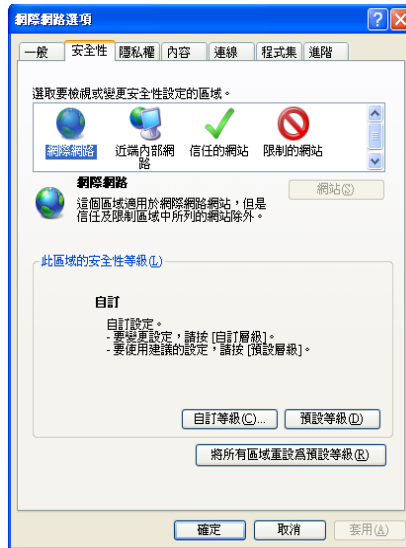 網際網路選項
一般 安全性 隱私權 內容 連線 程式集 進階
選取要檢視或變更安全性設定的區域。
網際網路 近端內部網路 信任的網站 限制的網站
網際網路
網站(S)
這個區域適用於網際網路網站，但是
信任及限制區域中所列的網站除外。
此區域的安全性等級(L)
自訂
自訂設定。
- 要變更設定，請按 [自訂層級]。
- 要使用建議的設定，請按 [預設層級]。
自訂等級(C)... 預設等級(D)
將所有區域重設為預設等級(R)
確定 取消 套用(A)